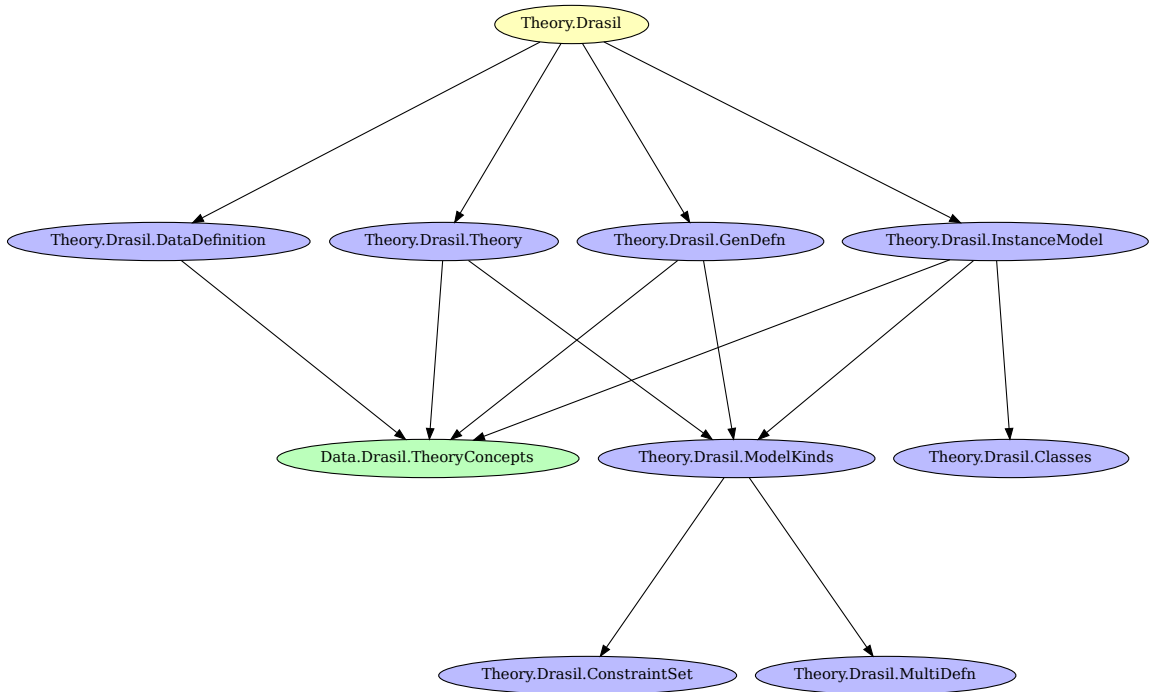 Theory.Drasil
Theory.Drasil.DataDefinition
Theory.Drasil.Theory
Theory.Drasil.GenDefn
Theory.Drasil.InstanceModel
Data.Drasil.TheoryConcepts
Theory.Drasil.ModelKinds
Theory.Drasil.Classes
Theory.Drasil.ConstraintSet
Theory.Drasil.MultiDefn